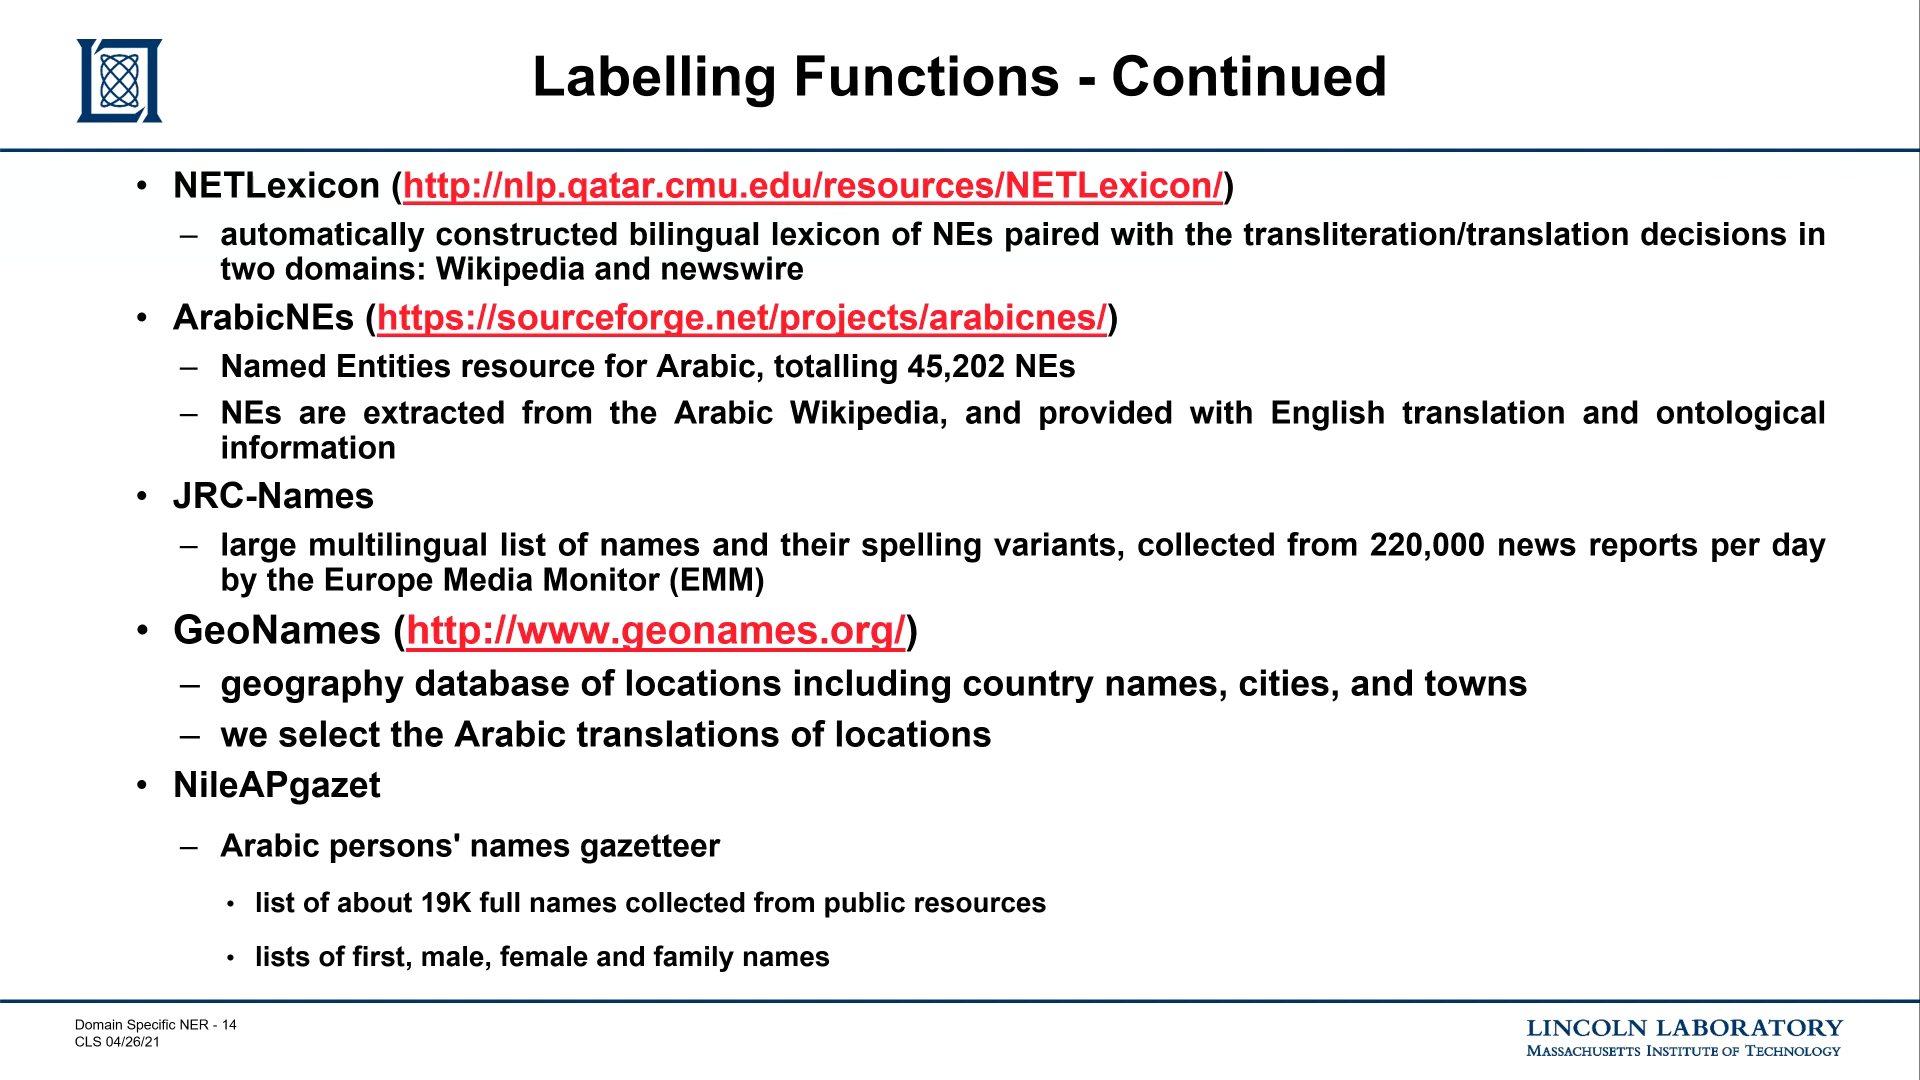 Labelling Functions - Continued
• NETLexicon (http://nlp.qatar.cmu.edu/resources/NETLexicon/)
– automatically constructed bilingual lexicon of NEs paired with the transliteration/translation decisions in
two domains: Wikipedia and newswire
• ArabicNEs (https://sourceforge.net/projects/arabicnes/)
– Named Entities resource for Arabic, totalling 45,202 NEs
– NEs are extracted from the Arabic Wikipedia, and provided with English translation and ontological
information
• JRC-Names
– large multilingual list of names and their spelling variants, collected from 220,000 news reports per day
by the Europe Media Monitor (EMM)
• GeoNames (http://www.geonames.org/)
– geography database of locations including country names, cities, and towns
– we select the Arabic translations of locations
• NileAPgazet
– Arabic persons' names gazetteer
• list of about 19K full names collected from public resources
• lists of first, male, female and family names
Domain Specific NER - 14
CLS 04/26/21
LINCOLN LABORATORY
MASSACHUSETTS INSTITUTE OF TECHNOLOGY